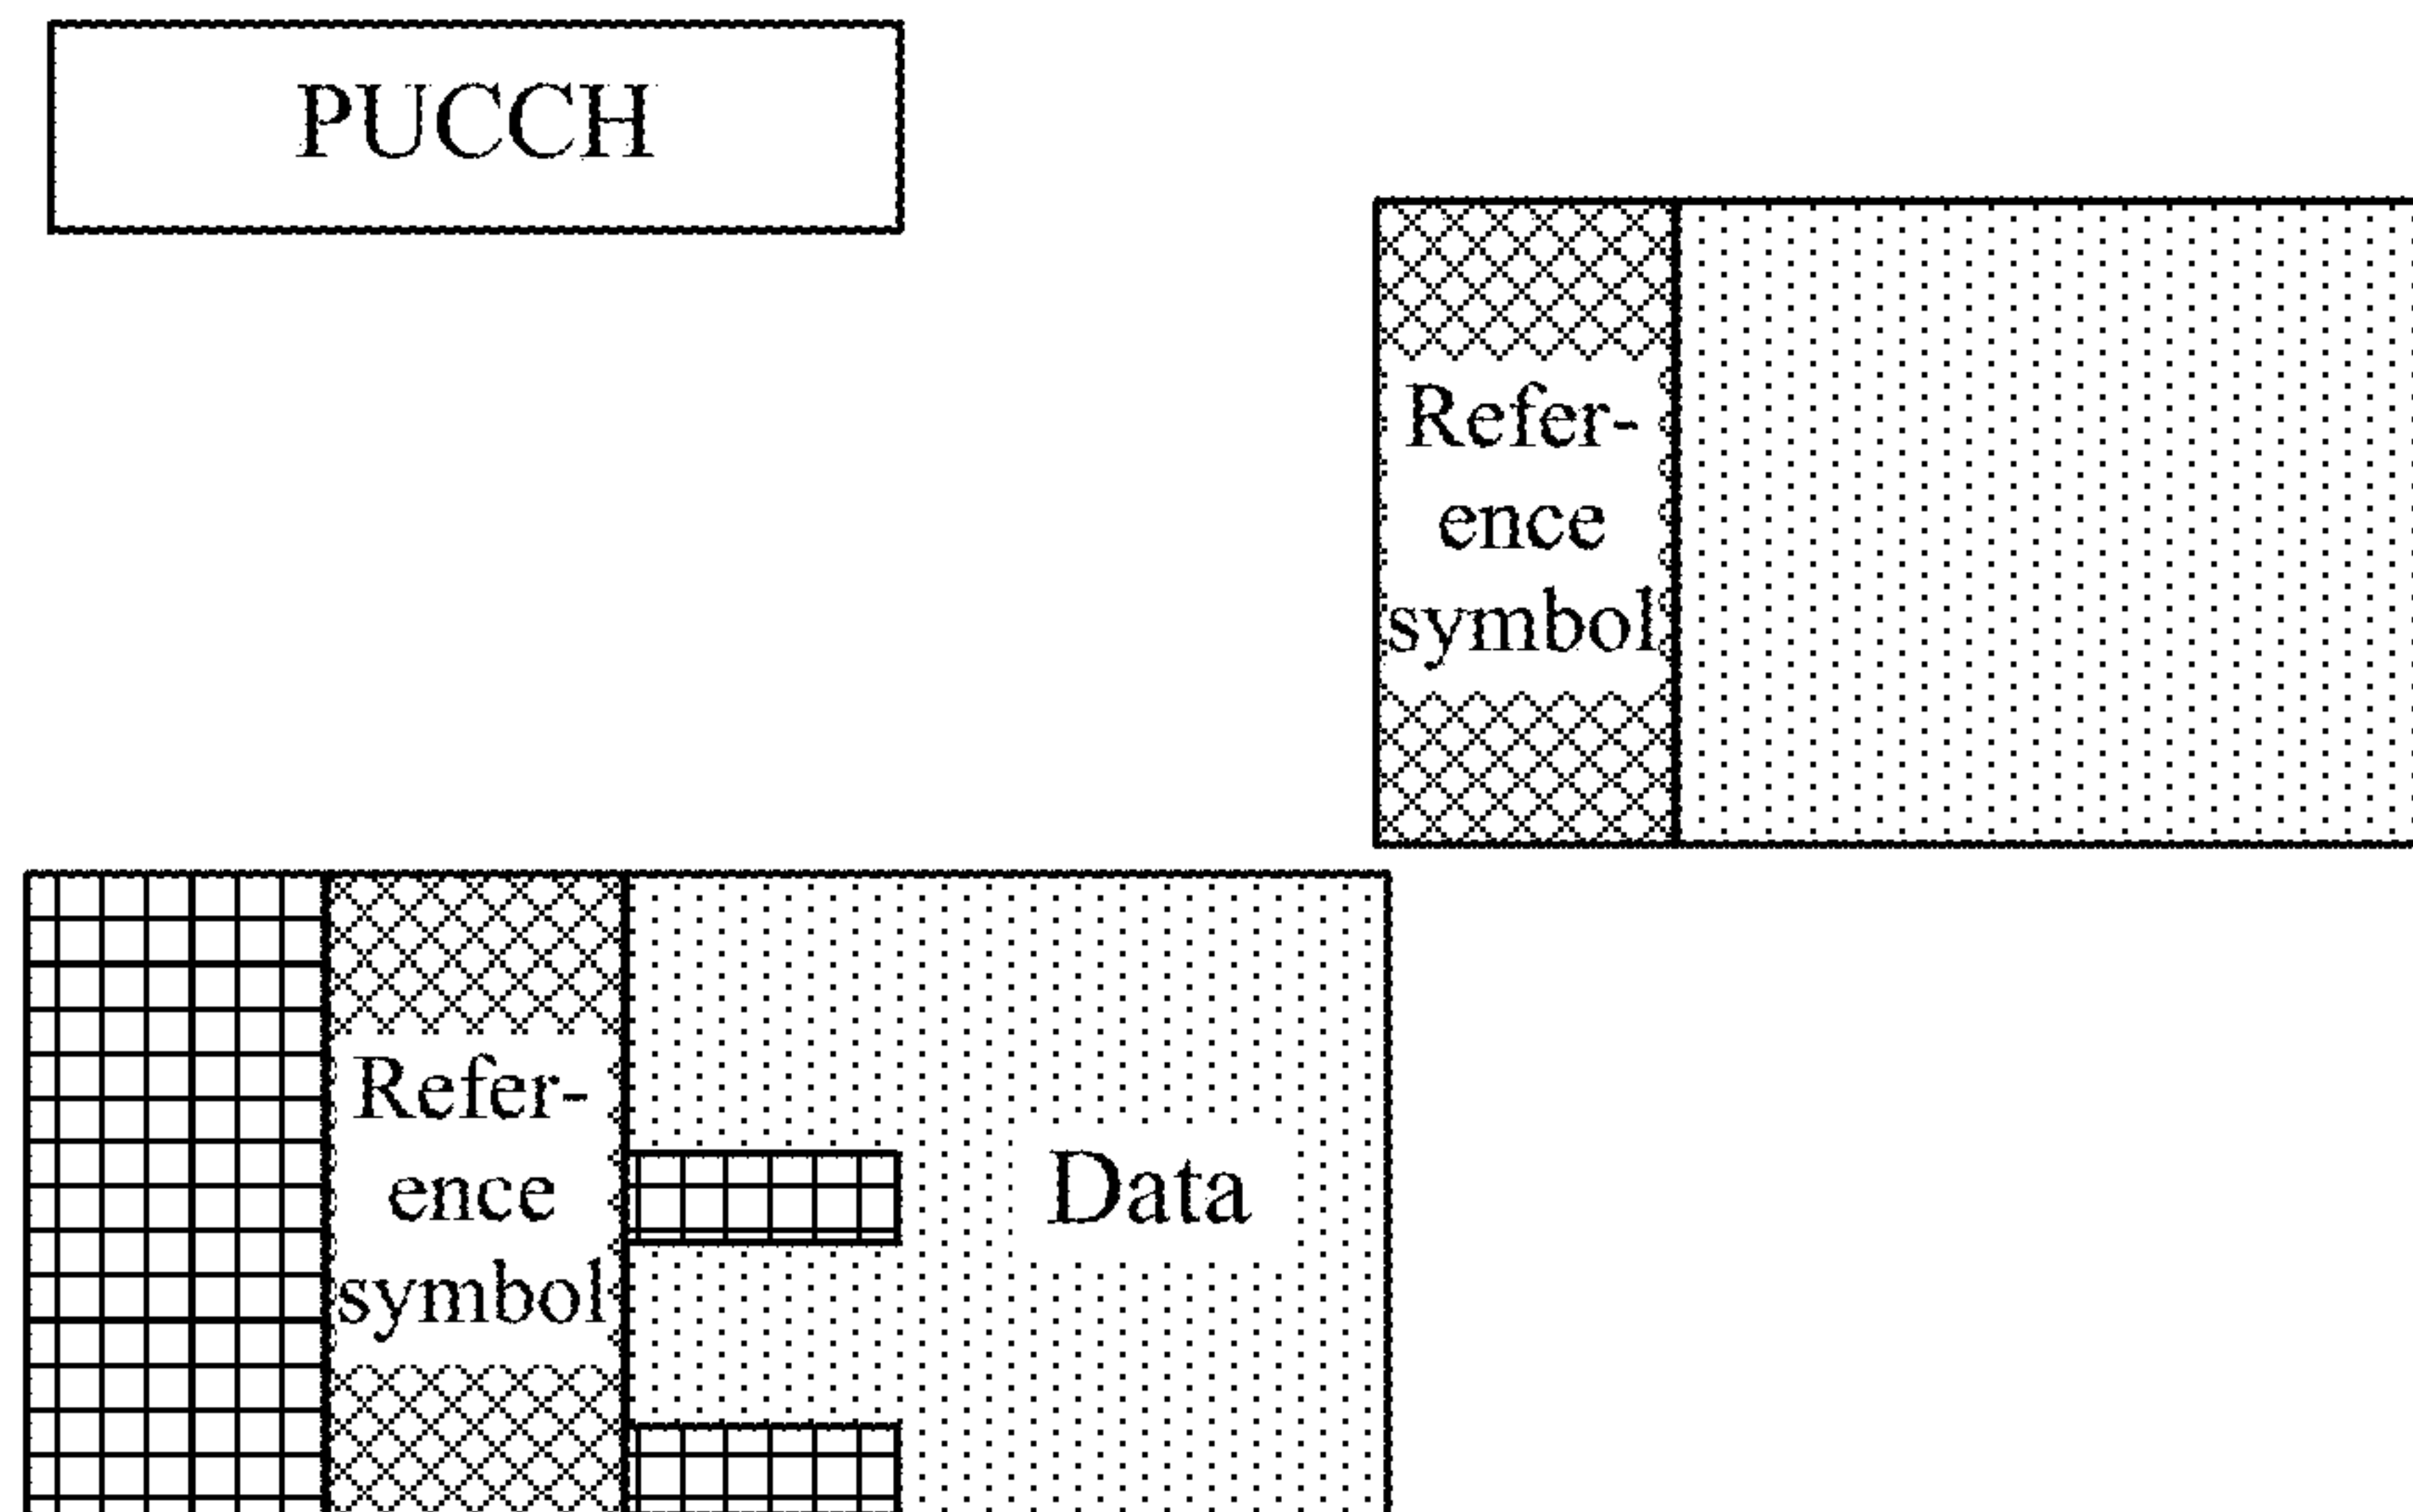 PUCCH
Refer-
ence
symbol
Refer-
ence
symbol
Data